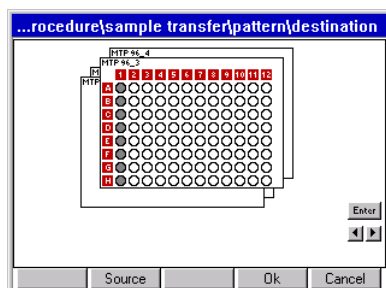 ...rocedure\sample transfer\pattern\destination
MTP 96_4
MTP 96_3
M
MTP
1 2 3 4 5 6 7 8 9 10 11 12
A
B
C
D
E
F
G
H
Enter
Source
Ok
Cancel